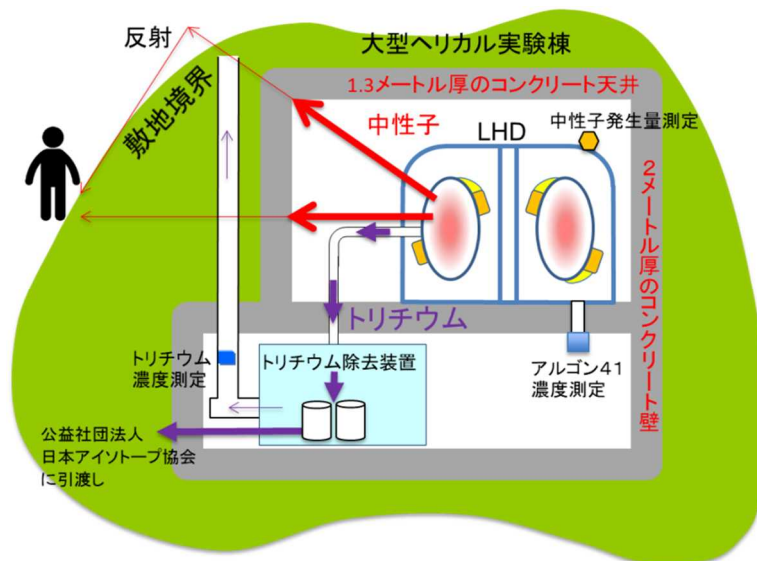 反射
大型ヘリカル実験棟
敷地境界
1.3メートル厚のコンクリート天井
中性子
LHD
中性子発生量測定
2メートル厚のコンクリート壁
トリチウム
トリチウム
濃度測定
トリチウム除去装置
アルゴン41
濃度測定
公益社団法人
日本アイソトープ協会
に引渡し